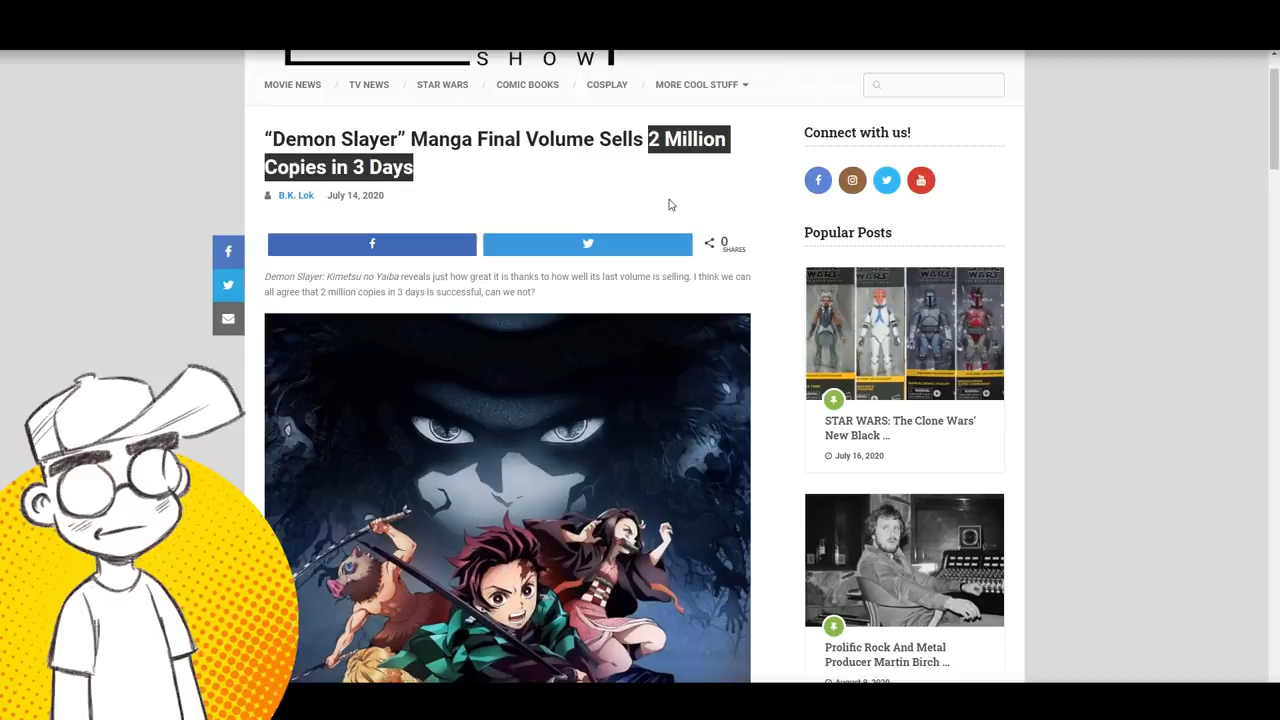 SHOW
MOVIE NEWS / TV NEWS / STAR WARS / COMIC BOOKS / COSPLAY / MORE COOL STUFF
“Demon Slayer” Manga Final Volume Sells 2 Million
Copies in 3 Days
B.K. Lok July 14, 2020
0
SHARES
Demon Slayer: Kimetsu no Yaiba reveals just how great it is thanks to how well its last volume is selling. I think we can
all agree that 2 million copies in 3 days is successful, can we not?
Connect with us!
Popular Posts
STAR WARS: The Clone Wars'
New Black ...
July 16, 2020
Prolific Rock And Metal
Producer Martin Birch ...
August 9, 2020